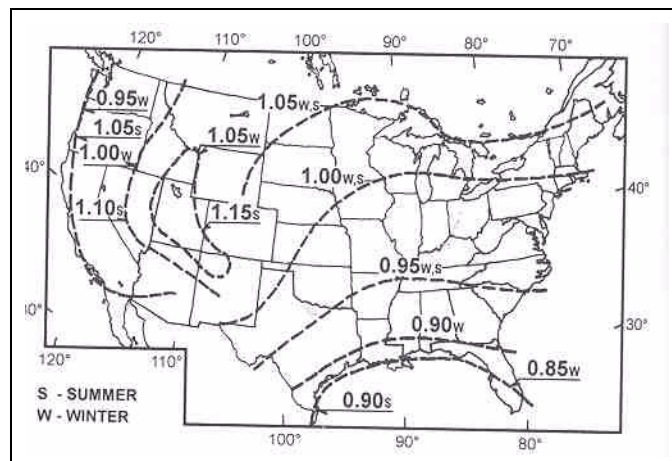 120° 110° 100° 90° 80° 70°
0.95W
1.05S
1.00W
1.10S
1.05W
1.15S
1.05W,S
1.00W,S
0.95W,S
0.90W
0.85W
0.90S
40° 40°
30° 30°
120° 110°
S - SUMMER
W - WINTER
100° 90° 80°